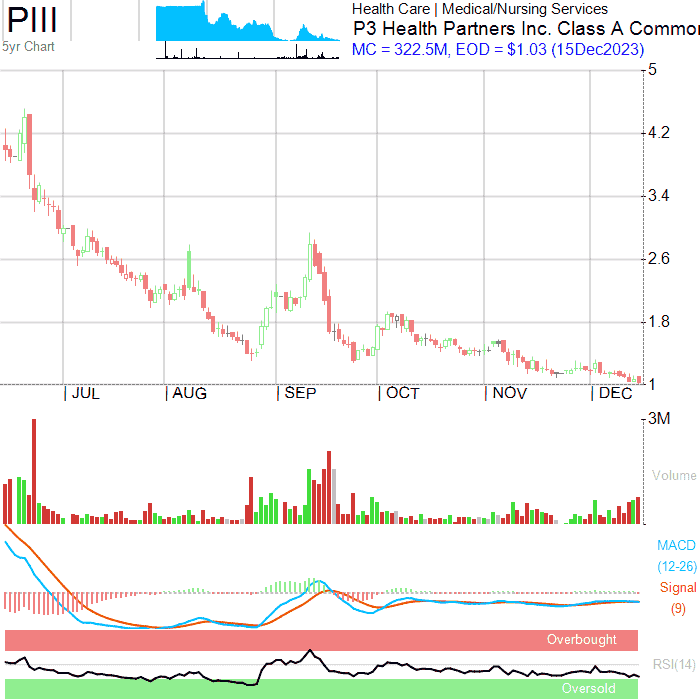 PIII
5yr Chart
Health Care | Medical/Nursing Services
P3 Health Partners Inc. Class A Common
MC = 322.5M, EOD = $1.03 (15Dec2023)
5
4.2
3.4
2.6
1.8
1
JUL AUG SEP OCT NOV DEC
3M
Volume
MACD
(12-26)
Signal
(9)
Overbought
RSI(14)
Oversold